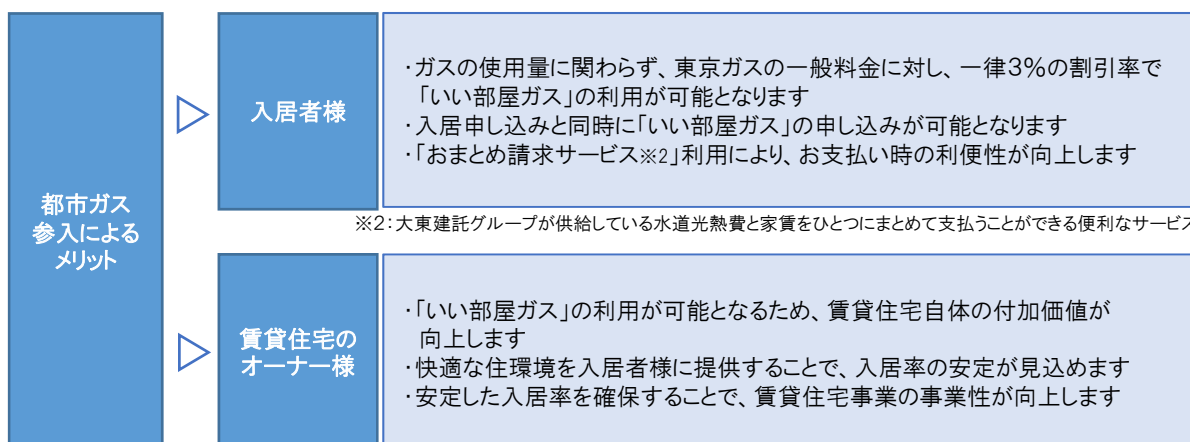 都市ガス
参入による
メリット
入居者様
・ガスの使用量に関わらず、東京ガスの一般料金に対し、一律3%の割引率で
「いい部屋ガス」の利用が可能となります
・入居申し込みと同時に「いい部屋ガス」の申し込みが可能となります
・「おまとめ請求サービス※2」利用により、お支払い時の利便性が向上します
※2：大東建託グループが供給している水道光熱費と家賃をひとつにまとめて支払うことができる便利なサービス
賃貸住宅の
オーナー様
・「いい部屋ガス」の利用が可能となるため、賃貸住宅自体の付加価値が
向上します
・快適な住環境を入居者様に提供することで、入居率の安定が見込めます
・安定した入居率を確保することで、賃貸住宅事業の事業性が向上します